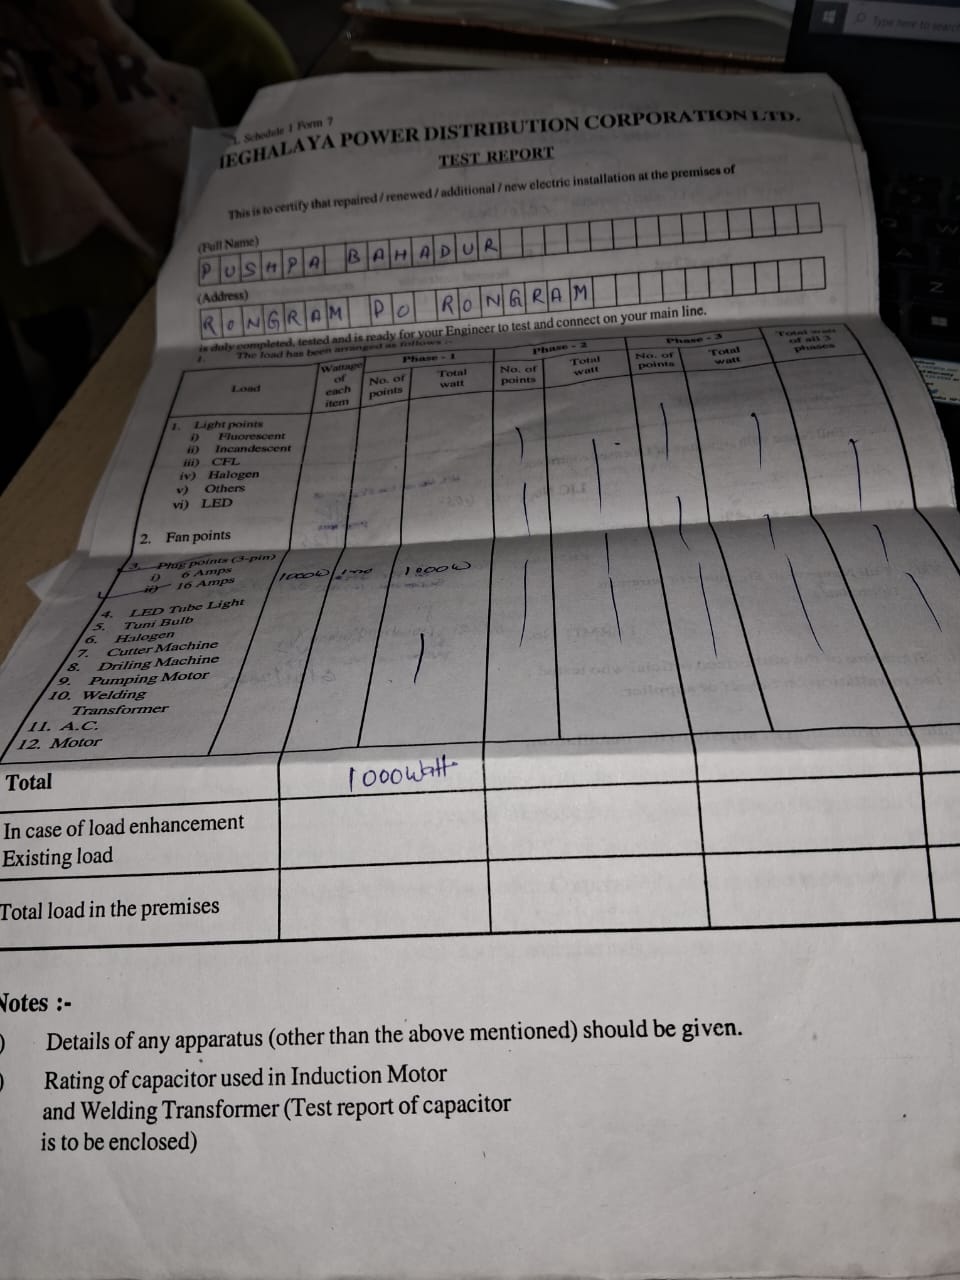 Type here to search
Schedule 1 Form 7
IEGHALAYA POWER DISTRIBUTION CORPORATION LTD.
TEST REPORT
This is to certify that repaired / renewed / additional / new electric installation at the premises of
(Full Name)
PUSHPA BAHADUR
(Address)
RONGRAM PO RONGRAM
is duly completed, tested and is ready for your Engineer to test and connect on your main line.
1. The load has been arranged as follows :-
Load
Wattage of each item
Phase - 1
No. of points
Total watt
Phase - 2
No. of points
Total watt
Phase - 3
No. of points
Total watt
Total watt of all 3 phases
1. Light points
i) Fluorescent
ii) Incandescent
iii) CFL
iv) Halogen
v) Others
vi) LED
2. Fan points
3. Plug points (3-pin)
i) 6 Amps
ii) 16 Amps 1000W 1000W
4. LED Tube Light
5. Tuni Bulb
6. Halogen
7. Cutter Machine
8. Driling Machine
9. Pumping Motor
10. Welding
Transformer
11. A.C.
12. Motor
Total 1000Watt
In case of load enhancement
Existing load
Total load in the premises
Notes :-
) Details of any apparatus (other than the above mentioned) should be given.
) Rating of capacitor used in Induction Motor
and Welding Transformer (Test report of capacitor
is to be enclosed)